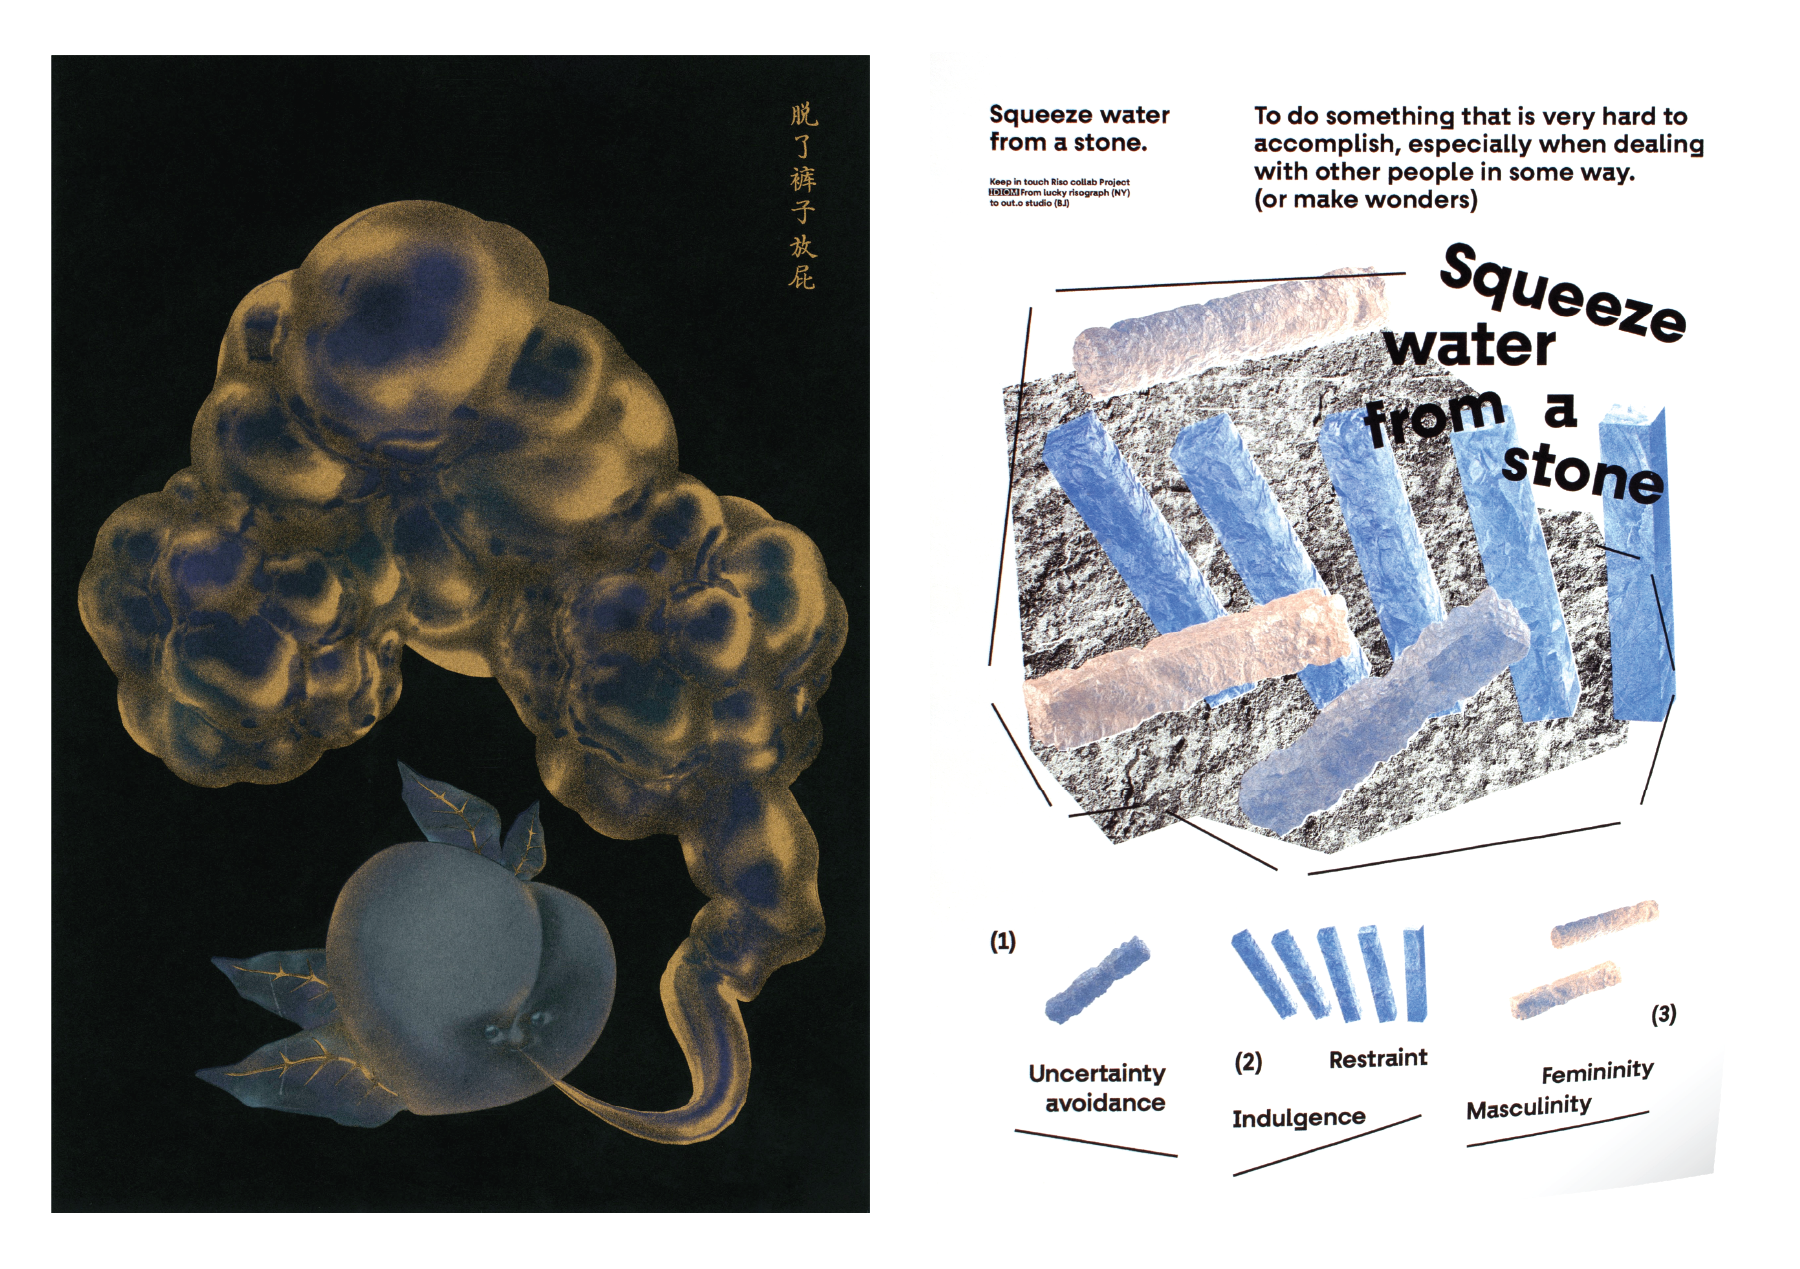 脱了裤子放屁
Squeeze water
from a stone.
Keep in touch Riso collab Project
IDIOM From lucky risograph (NY)
to out.o studio (BJ)
To do something that is very hard to
accomplish, especially when dealing
with other people in some way.
(or make wonders)
Squeeze
water
from a
stone
(1)
Uncertainty
avoidance
(2) Restraint
Indulgence
(3)
Femininity
Masculinity